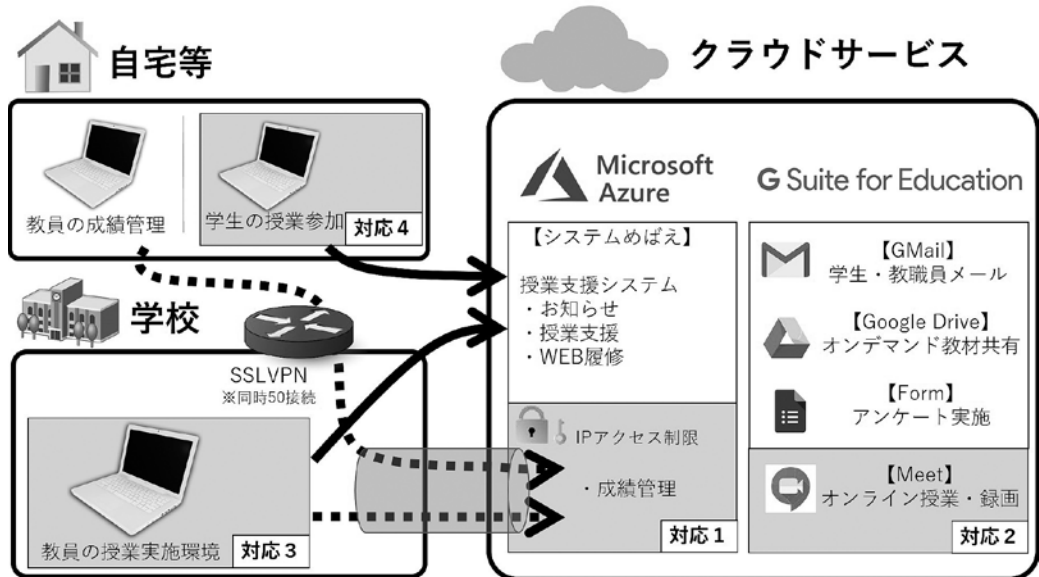 自宅等
クラウドサービス
教員の成績管理
学生の授業参加
対応4
Microsoft
Azure
G Suite for Education
【システムめばえ】
授業支援システム
・お知らせ
・授業支援
・WEB履修
【GMail】
学生・教職員メール
【Google Drive】
オンデマンド教材共有
【Form】
アンケート実施
学校
SSLVPN
※同時50接続
IPアクセス制限
・成績管理
対応1
【Meet】
オンライン授業・録画
対応2
教員の授業実施環境
対応3